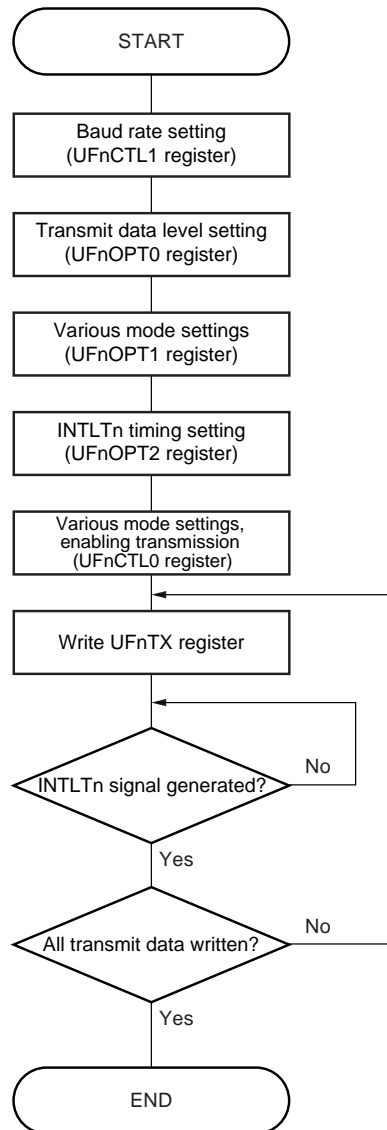 START
Baud rate setting
(UFnCTL1 register)
Transmit data level setting
(UFnOPT0 register)
Various mode settings
(UFnOPT1 register)
INTLTn timing setting
(UFnOPT2 register)
Various mode settings,
enabling transmission
(UFnCTL0 register)
Write UFnTX register
INTLTn signal generated?
No
Yes
All transmit data written?
No
Yes
END